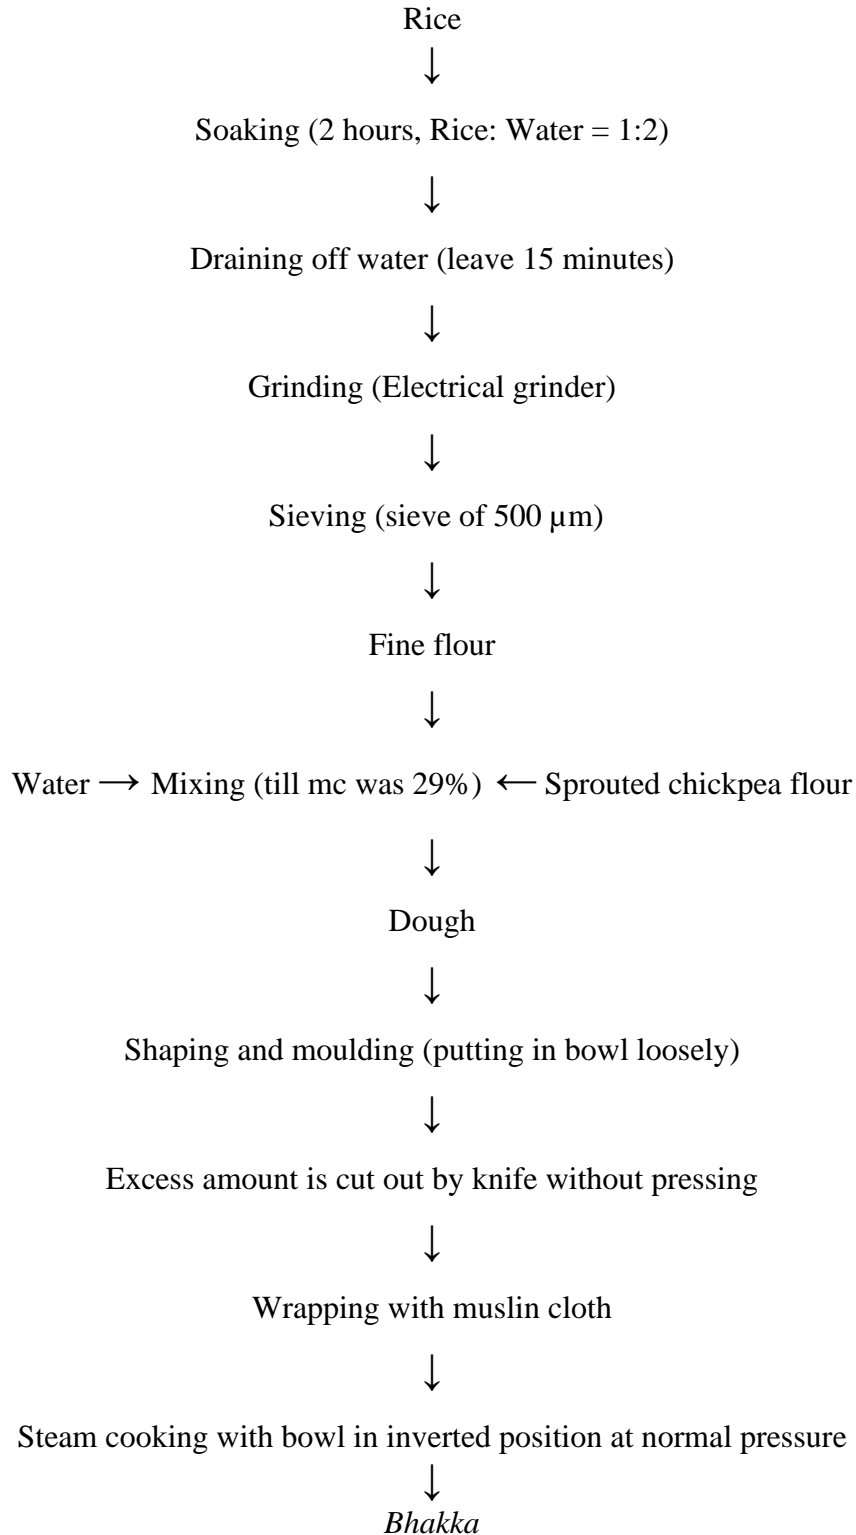 Rice
↓
Soaking (2 hours, Rice: Water = 1:2)
↓
Draining off water (leave 15 minutes)
↓
Grinding (Electrical grinder)
↓
Sieving (sieve of 500 µm)
↓
Fine flour
↓
Water → Mixing (till mc was 29%) ← Sprouted chickpea flour
↓
Dough
↓
Shaping and moulding (putting in bowl loosely)
↓
Excess amount is cut out by knife without pressing
↓
Wrapping with muslin cloth
↓
Steam cooking with bowl in inverted position at normal pressure
↓
Bhakka